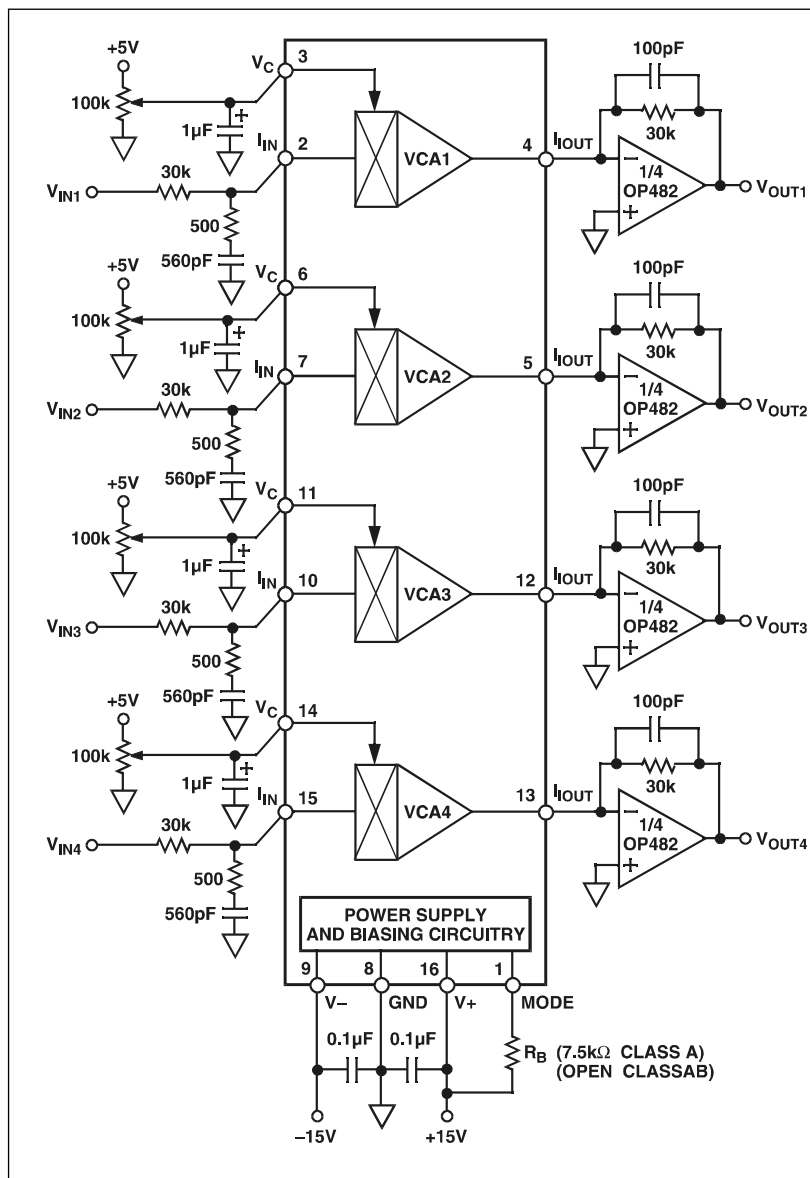 +5V
100k
1µF
V_C
3
I_IN
2
VCA1
4
I_IOUT
V_IN1
30k
500
560pF
100pF
30k
1/4
OP482
V_OUT1
+5V
100k
1µF
V_C
6
I_IN
7
VCA2
5
I_IOUT
V_IN2
30k
500
560pF
100pF
30k
1/4
OP482
V_OUT2
+5V
100k
1µF
V_C
11
I_IN
10
VCA3
12
I_IOUT
V_IN3
30k
500
560pF
100pF
30k
1/4
OP482
V_OUT3
+5V
100k
1µF
V_C
14
I_IN
15
VCA4
13
I_IOUT
V_IN4
30k
500
560pF
100pF
30k
1/4
OP482
V_OUT4
POWER SUPPLY
AND BIASING CIRCUITRY
9 8 16 1
V– GND V+ MODE
0.1µF 0.1µF
R_B (7.5kΩ CLASS A)
(OPEN CLASSAB)
–15V +15V